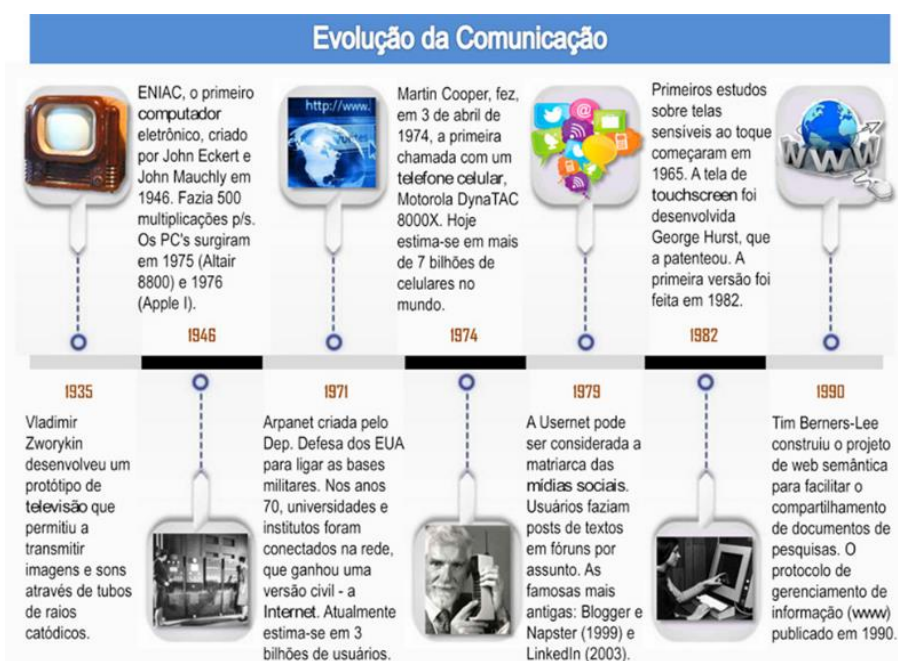 Evolução da Comunicação
ENIAC, o primeiro
computador
eletrônico, criado
por John Eckert e
John Mauchly em
1946. Fazia 500
multiplicações p/s.
Os PC's surgiram
em 1975 (Altair
8800) e 1976
(Apple I).
1946
http://www.
Martin Cooper, fez,
em 3 de abril de
1974, a primeira
chamada com um
telefone celular,
Motorola DynaTAC
8000X. Hoje
estima-se em mais
de 7 bilhões de
celulares no
mundo.
1974
Primeiros estudos
sobre telas
sensíveis ao toque
começaram em
1965. A tela de
touchscreen foi
desenvolvida
George Hurst, que
a patenteou. A
primeira versão foi
feita em 1982.
1982
WWW
1935
Vladimir
Zworykin
desenvolveu um
protótipo de
televisão que
permitiu a
transmitir
imagens e sons
através de tubos
de raios
catódicos.
1971
Arpanet criada pelo
Dep. Defesa dos EUA
para ligar as bases
militares. Nos anos
70, universidades e
institutos foram
conectados na rede,
que ganhou uma
versão civil - a
Internet. Atualmente
estima-se em 3
bilhões de usuários.
1979
A Usernet pode
ser considerada a
matriarca das
mídias sociais.
Usuários faziam
posts de textos
em fóruns por
assunto. As
famosas mais
antigas: Blogger e
Napster (1999) e
LinkedIn (2003).
1990
Tim Berners-Lee
construiu o projeto
de web semântica
para facilitar o
compartilhamento
de documentos de
pesquisas. O
protocolo de
gerenciamento de
informação (www)
publicado em 1990.